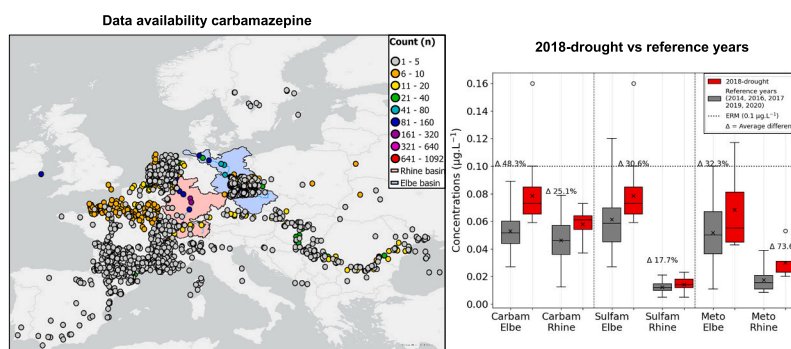 Data availability carbamazepine
Count (n)
1 - 5
6 - 10
11 - 20
21 - 40
41 - 80
81 - 160
161 - 320
321 - 640
641 - 1092
Rhine basin
Elbe basin
2018-drought vs reference years
2018-drought
Reference years
(2014, 2016, 2017
2019, 2020)
ERM (0.1 µg.L⁻¹)
Δ = Average differen
Concentrations (µg.L⁻¹)
0.16
0.14
0.12
0.10
0.08
0.06
0.04
0.02
0.00
Δ 48.3%
Δ 25.1%
Δ 30.6%
Δ 17.7%
Δ 32.3%
Δ 73.6
Carbam Carbam Sulfam Sulfam Meto Meto
Elbe Rhine Elbe Rhine Elbe Rhine